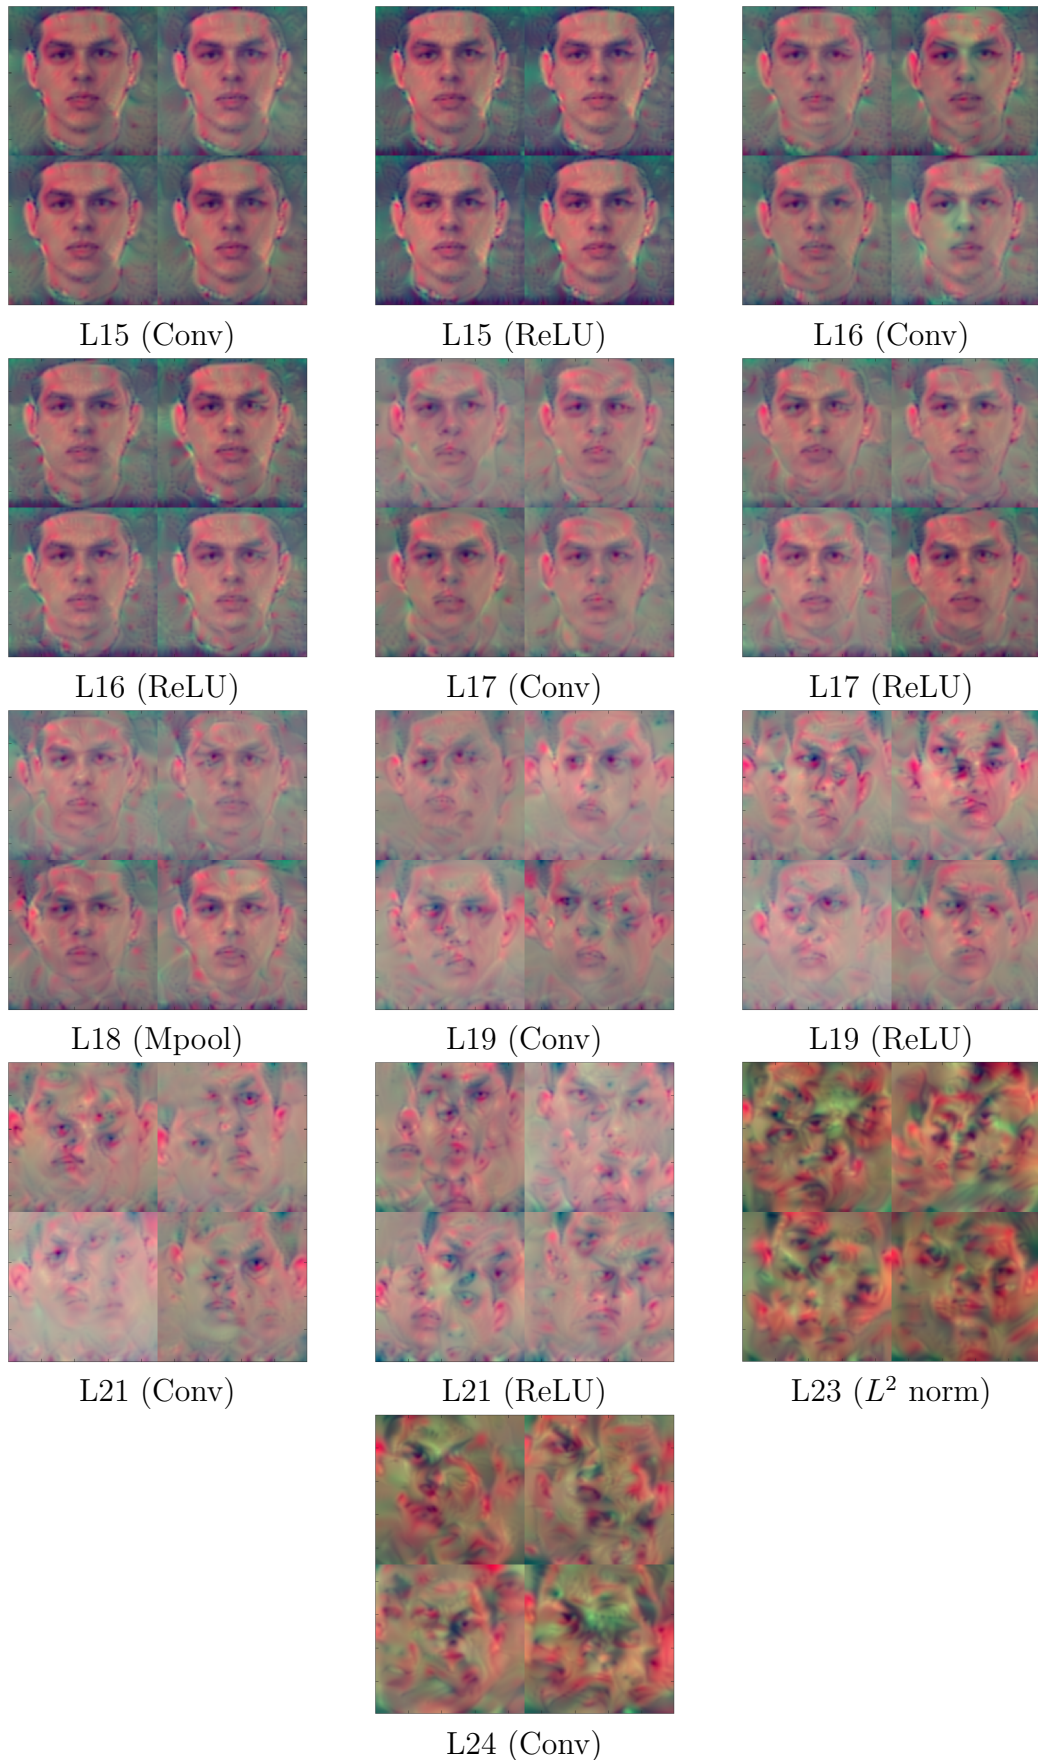 L15 (Conv) L15 (ReLU) L16 (Conv)
L16 (ReLU) L17 (Conv) L17 (ReLU)
L18 (Mpool) L19 (Conv) L19 (ReLU)
L21 (Conv) L21 (ReLU) L23 (L² norm)
L24 (Conv)